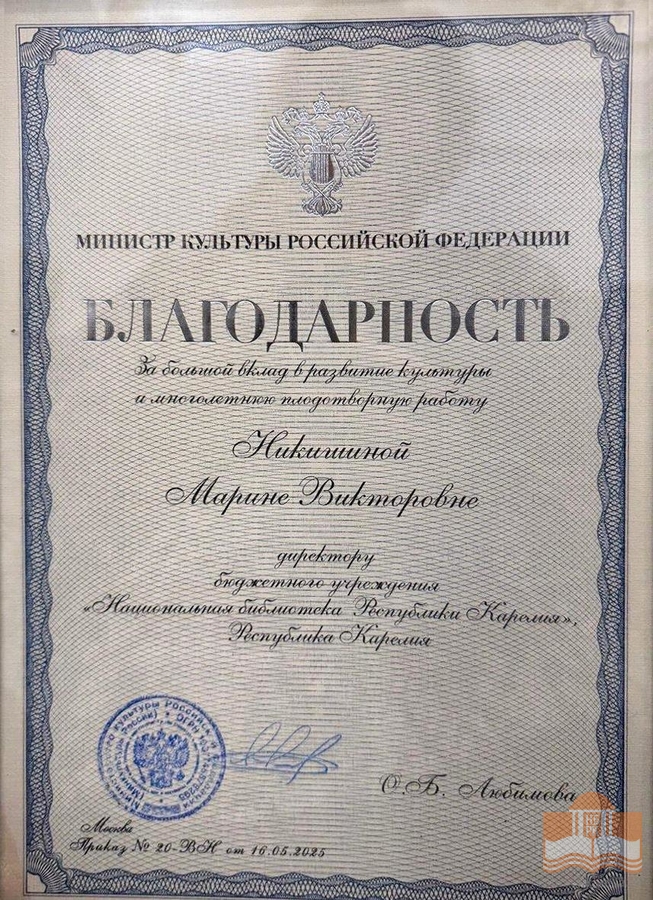 МИНИСТР КУЛЬТУРЫ РОССИЙСКОЙ ФЕДЕРАЦИИ
БЛАГОДАРНОСТЬ
За большой вклад в развитие культуры
и многолетнюю плодотворную работу
Никишиной
Марине Викторовне
директору
бюджетного учреждения
«Национальная библиотека Республики Карелия»,
Республика Карелия
О.Б. Любимова
Москва
Приказ № 20-ВН от 16.05.2025